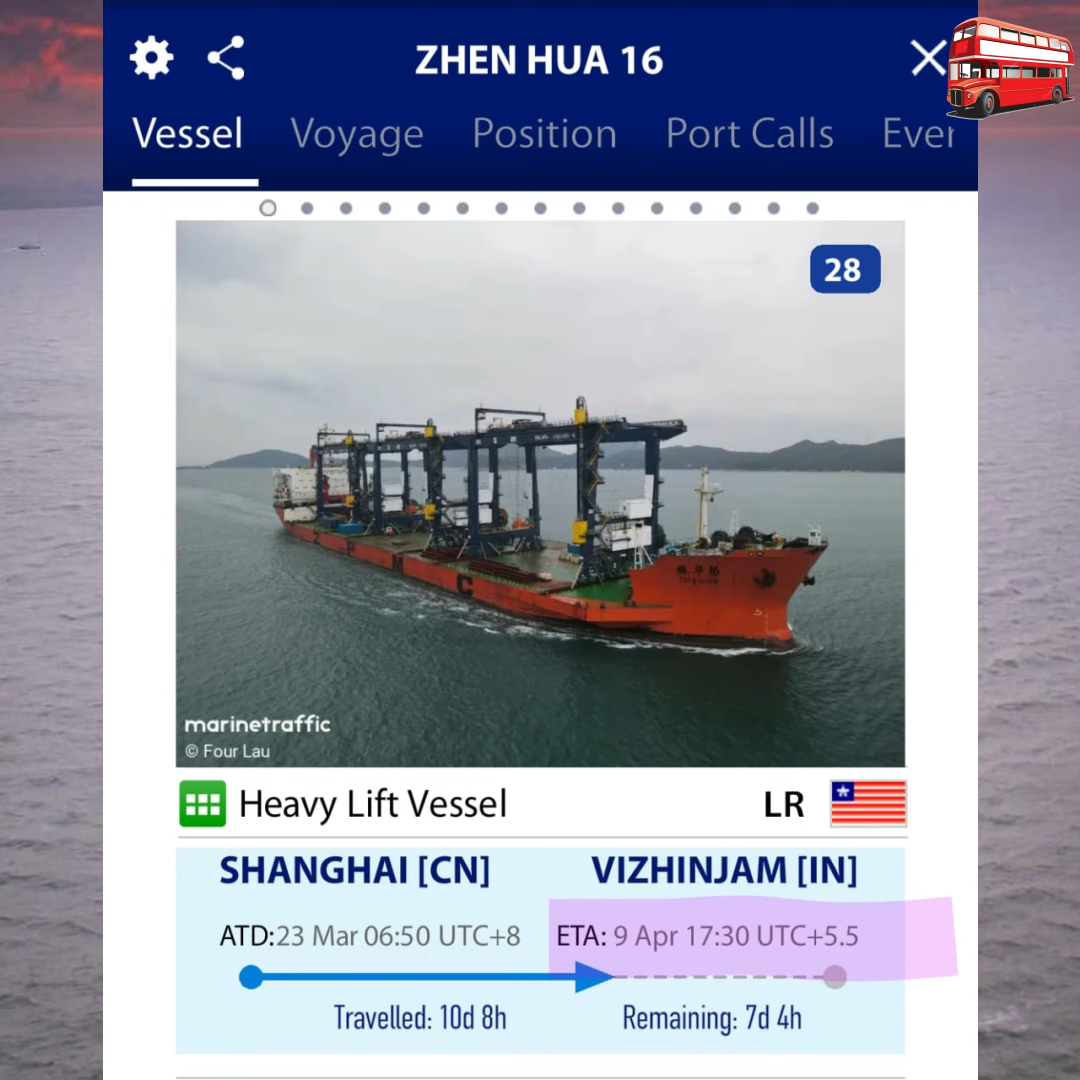 ZHEN HUA 16
Vessel
Voyage
Position
Port Calls
Ever
28
Z P M C
marinetraffic
© Four Lau
Heavy Lift Vessel
LR
SHANGHAI [CN]
VIZHINJAM [IN]
ATD: 23 Mar 06:50 UTC+8
ETA: 9 Apr 17:30 UTC+5.5
Travelled: 10d 8h
Remaining: 7d 4h